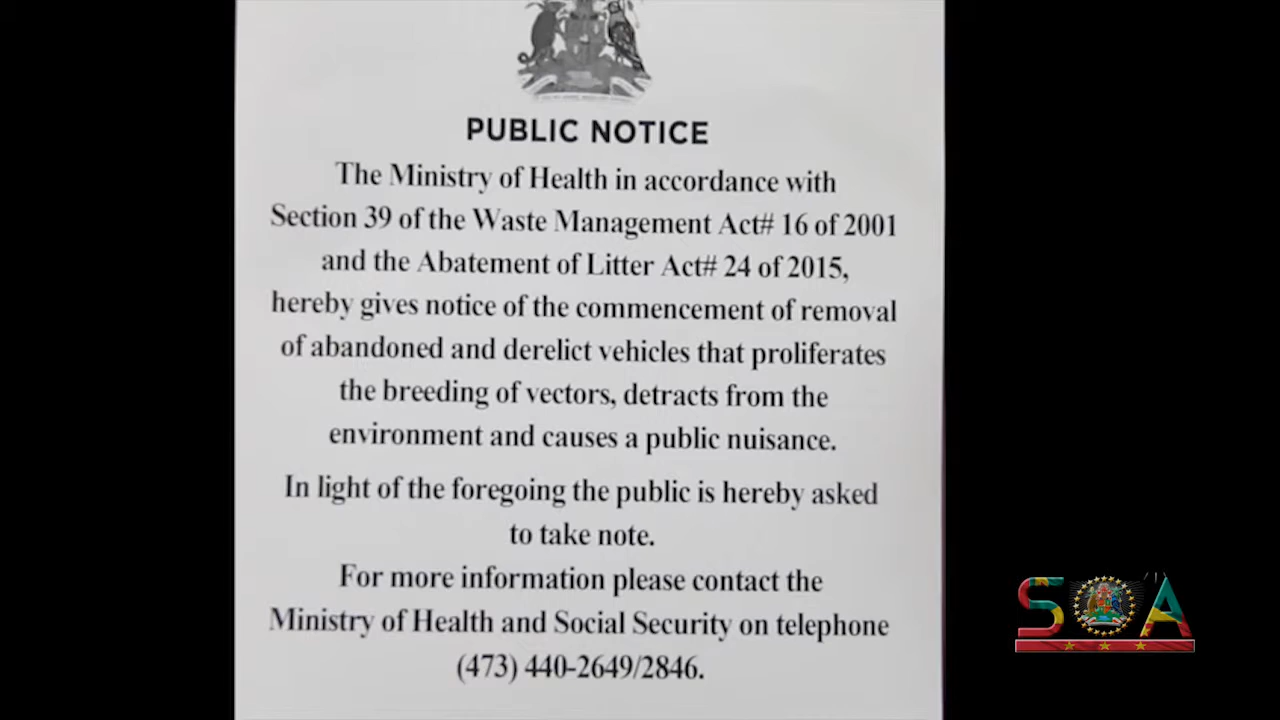 PUBLIC NOTICE
The Ministry of Health in accordance with
Section 39 of the Waste Management Act# 16 of 2001
and the Abatement of Litter Act# 24 of 2015,
hereby gives notice of the commencement of removal
of abandoned and derelict vehicles that proliferates
the breeding of vectors, detracts from the
environment and causes a public nuisance.
In light of the foregoing the public is hereby asked
to take note.
For more information please contact the
Ministry of Health and Social Security on telephone
(473) 440-2649/2846.
SOA